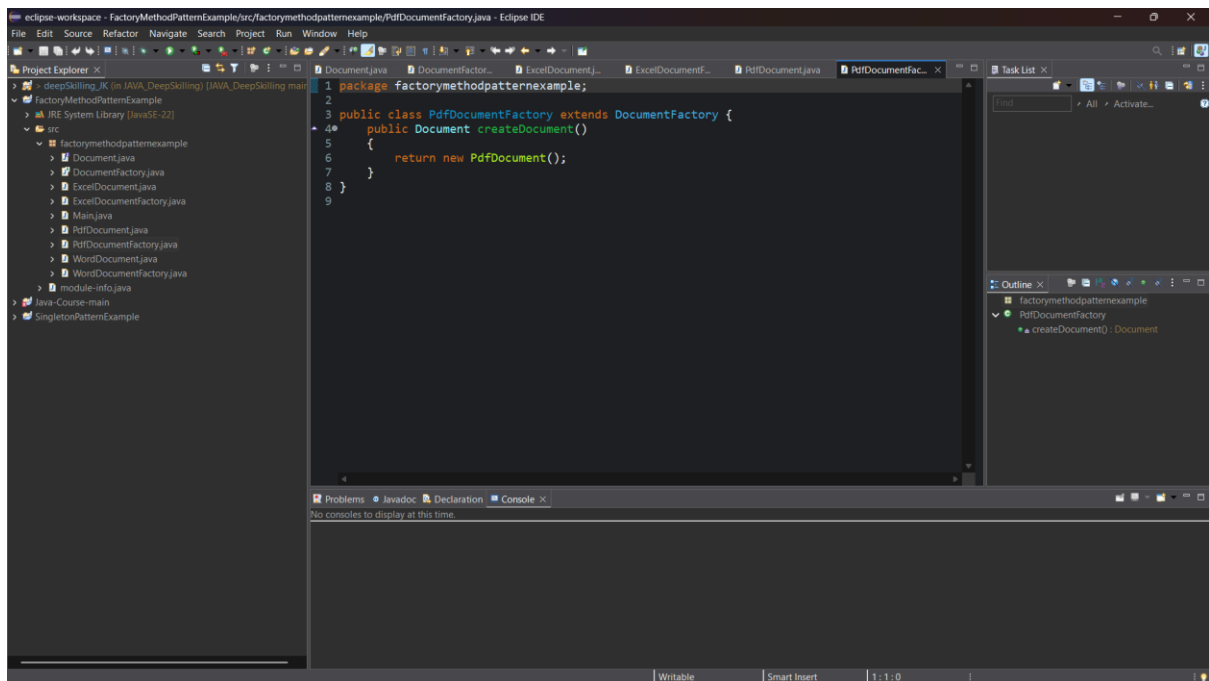 eclipse-workspace - FactoryMethodPatternExample/src/factorymethodpatternexample/PdfDocumentFactory.java - Eclipse IDE
File Edit Source Refactor Navigate Search Project Run Window Help
Project Explorer
> deepSkilling_JK (in JAVA_DeepSkilling) [JAVA_DeepSkilling main
FactoryMethodPatternExample
JRE System Library [JavaSE-22]
src
factorymethodpatternexample
Document.java
DocumentFactory.java
ExcelDocument.java
ExcelDocumentFactory.java
Main.java
PdfDocument.java
PdfDocumentFactory.java
WordDocument.java
WordDocumentFactory.java
module-info.java
Java-Course-main
SingletonPatternExample
Document.java DocumentFactor... ExcelDocument.j... ExcelDocumentF... PdfDocument.java PdfDocumentFac...
1 package factorymethodpatternexample;
2
3 public class PdfDocumentFactory extends DocumentFactory {
4 public Document createDocument()
5 {
6 return new PdfDocument();
7 }
8 }
9
Task List
Find All Activate...
Outline
factorymethodpatternexample
PdfDocumentFactory
createDocument() : Document
Problems Javadoc Declaration Console
No consoles to display at this time.
Writable Smart Insert 1 : 1 : 0